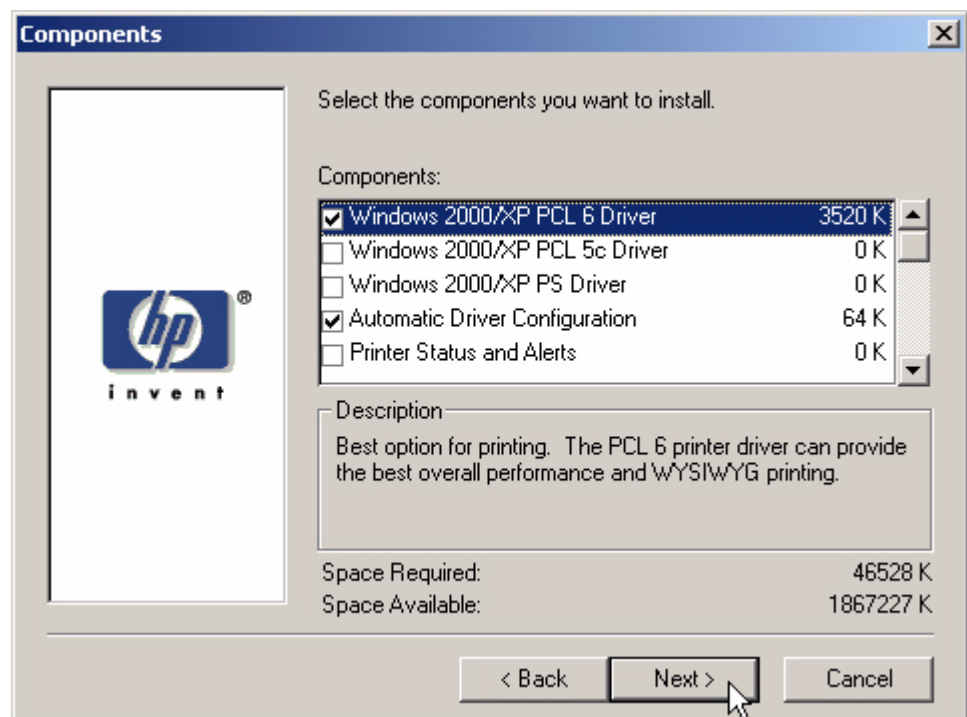 Components
Select the components you want to install.
Components:
Windows 2000/XP PCL 6 Driver 3520 K
Windows 2000/XP PCL 5c Driver 0 K
Windows 2000/XP PS Driver 0 K
Automatic Driver Configuration 64 K
Printer Status and Alerts 0 K
hp ®
invent
Description
Best option for printing. The PCL 6 printer driver can provide
the best overall performance and WYSIWYG printing.
Space Required: 46528 K
Space Available: 1867227 K
< Back Next > Cancel